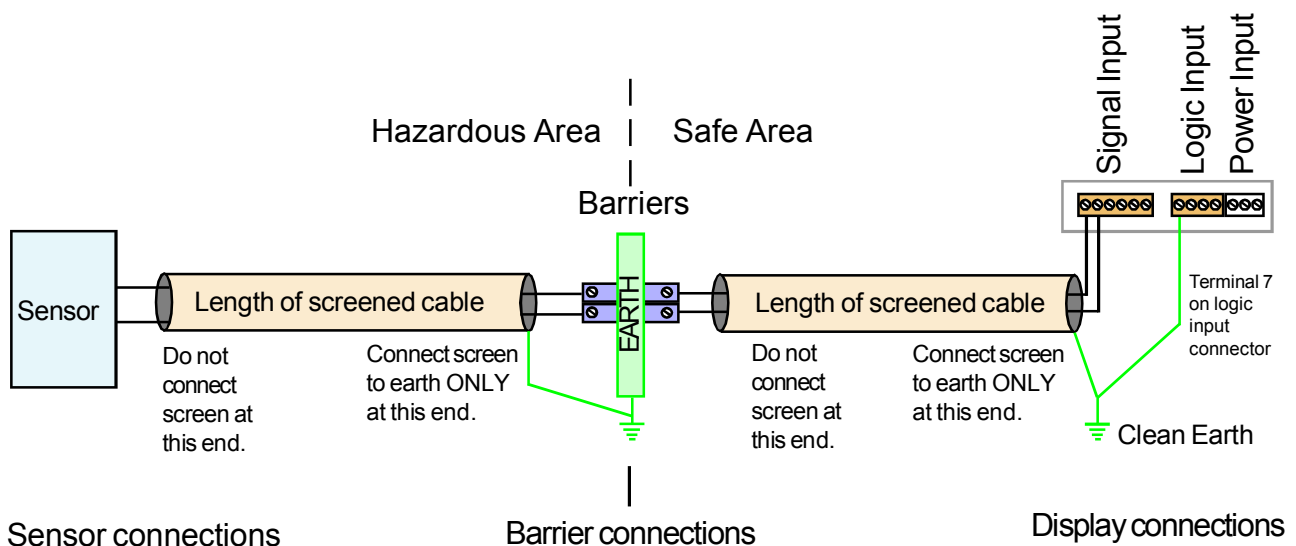 Signal Input
Logic Input
Power Input
Hazardous Area
Safe Area
Barriers
Sensor
Length of screened cable
EARTH
Length of screened cable
Terminal 7
on logic
input
connector
Do not
connect
screen at
this end.
Connect screen
to earth ONLY
at this end.
Do not
connect
screen at
this end.
Connect screen
to earth ONLY
at this end.
Clean Earth
Sensor connections
Barrier connections
Display connections